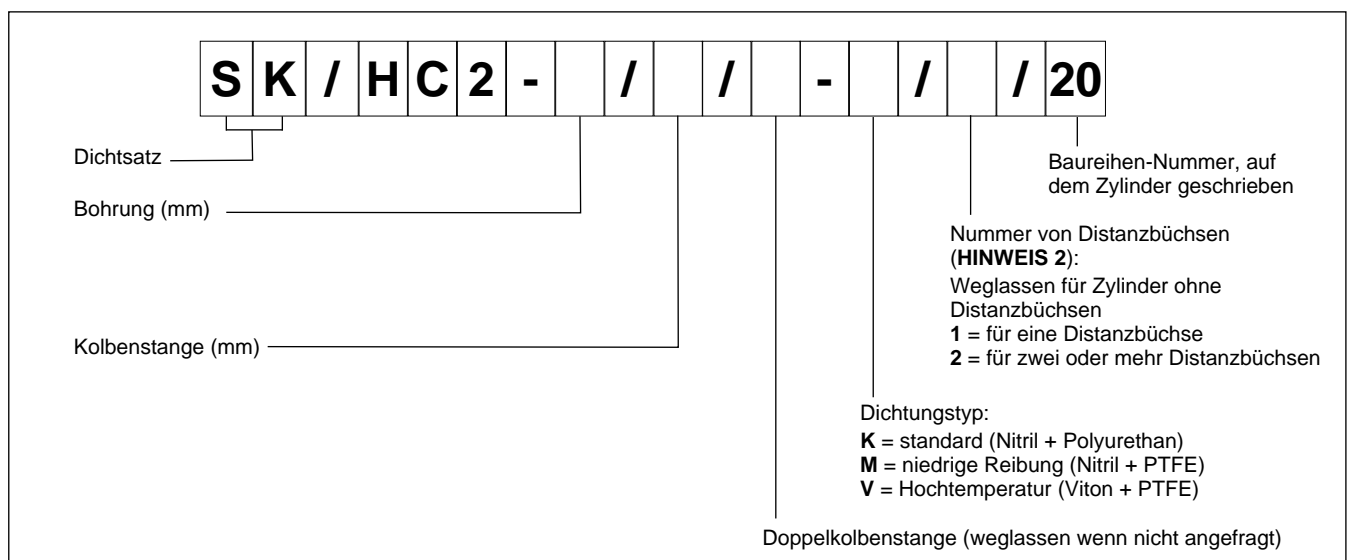 SK/HC2- / / - / /20
Dichtsatz
Bohrung (mm)
Kolbenstange (mm)
Baureihen-Nummer, auf
dem Zylinder geschrieben
Nummer von Distanzbüchsen
(HINWEIS 2):
Weglassen für Zylinder ohne
Distanzbüchsen
1 = für eine Distanzbüchse
2 = für zwei oder mehr Distanzbüchsen
Dichtungstyp:
K = standard (Nitril + Polyurethan)
M = niedrige Reibung (Nitril + PTFE)
V = Hochtemperatur (Viton + PTFE)
Doppelkolbenstange (weglassen wenn nicht angefragt)